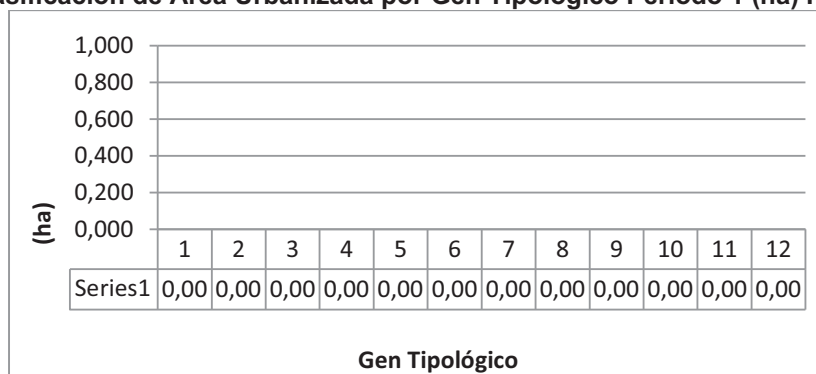 Área Urbanizada por Gen Tipológico Período 1 (ha)
1,000
0,800
0,600
0,400
0,200
0,000
(ha)
1 2 3 4 5 6 7 8 9 10 11 12
Series1 0,00 0,00 0,00 0,00 0,00 0,00 0,00 0,00 0,00 0,00 0,00 0,00
Gen Tipológico